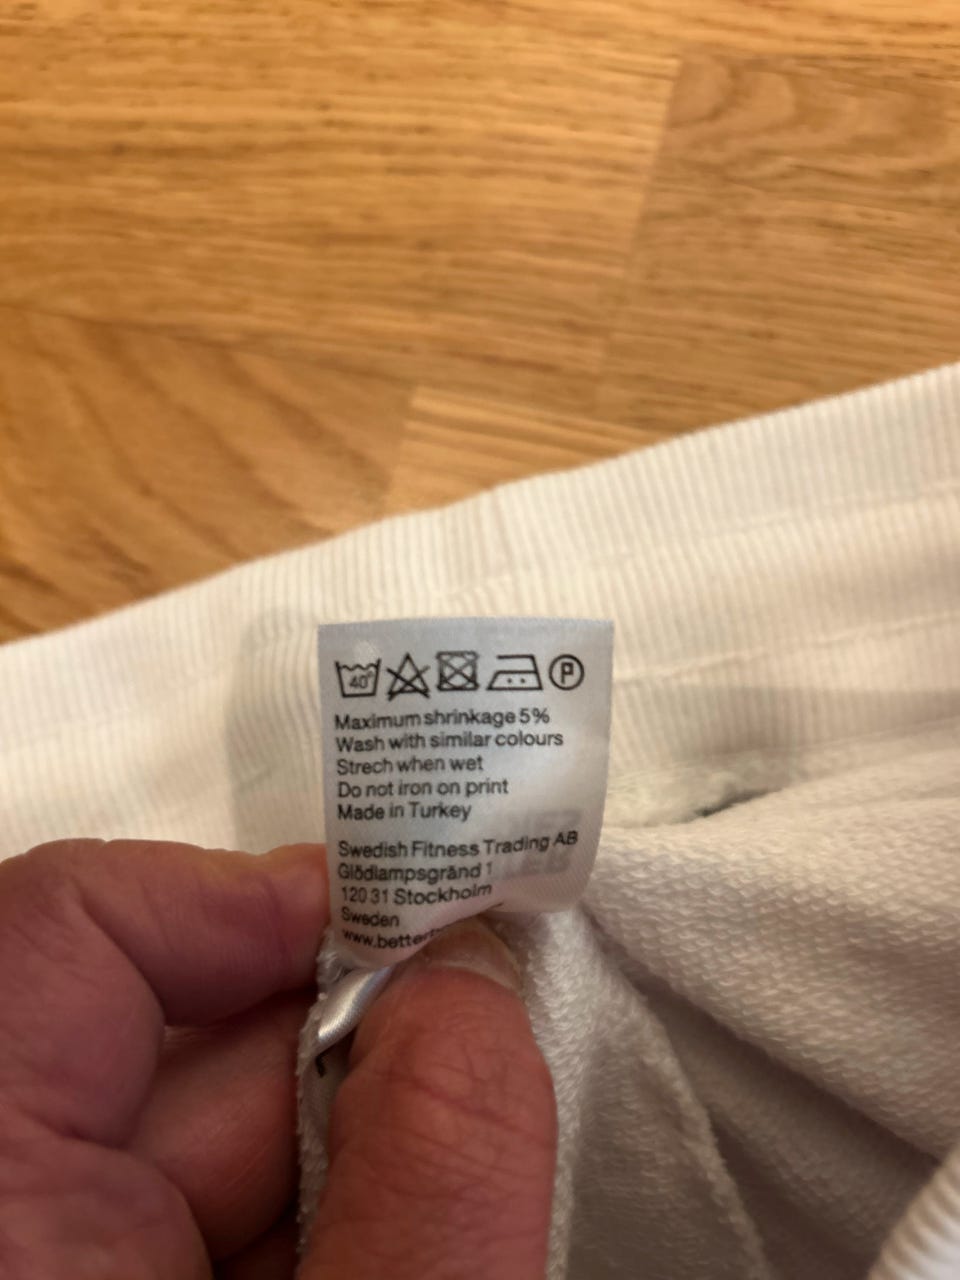 40°
P
Maximum shrinkage 5%
Wash with similar colours
Strech when wet
Do not iron on print
Made in Turkey
Swedish Fitness Trading AB
Glödlampsgränd 1
120 31 Stockholm
Sweden